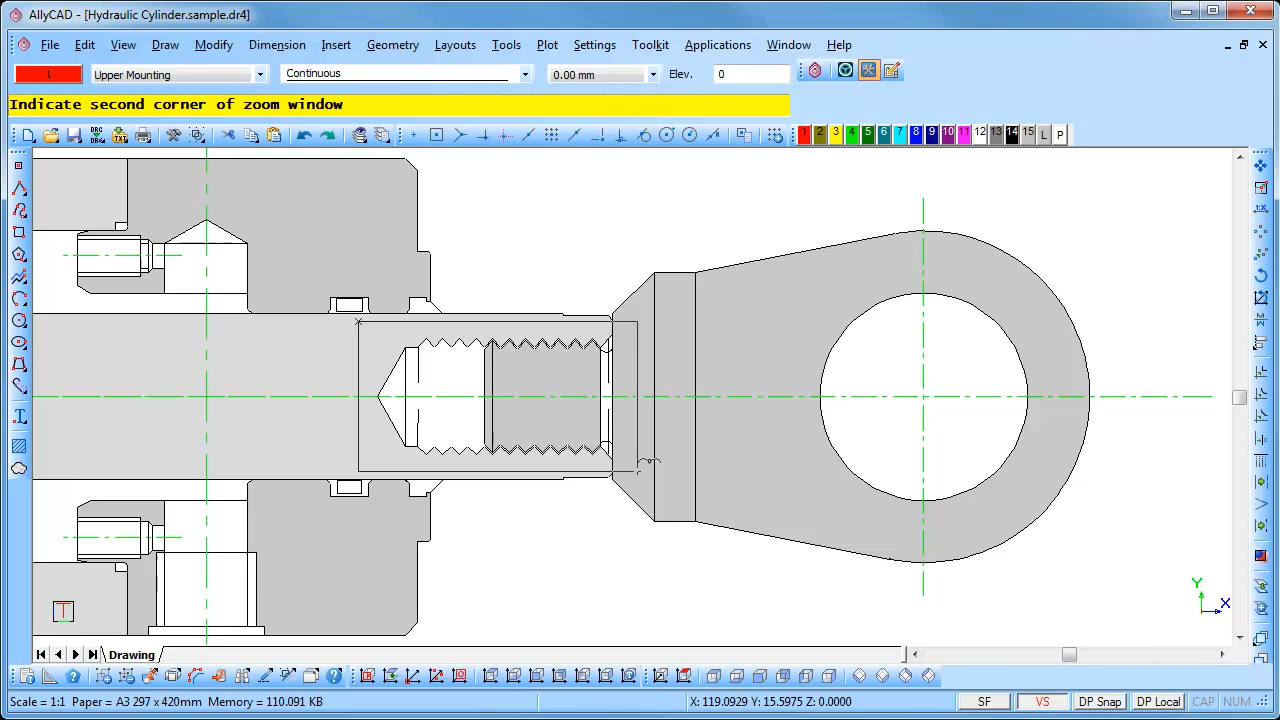 AllyCAD - [Hydraulic Cylinder.sample.dr4]
File Edit View Draw Modify Dimension Insert Geometry Layouts Tools Plot Settings Toolkit Applications Window Help
1 Upper Mounting Continuous 0.00 mm Elev. 0
Indicate second corner of zoom window
DRG TXT 1 2 3 4 5 6 7 8 9 10 11 12 13 14 15 L P
1:X
T
Y
X
Drawing
Scale = 1:1 Paper = A3 297 x 420mm Memory = 110.091 KB X: 119.0929 Y: 15.5975 Z: 0.0000 SF VS DP Snap DP Local CAP NUM